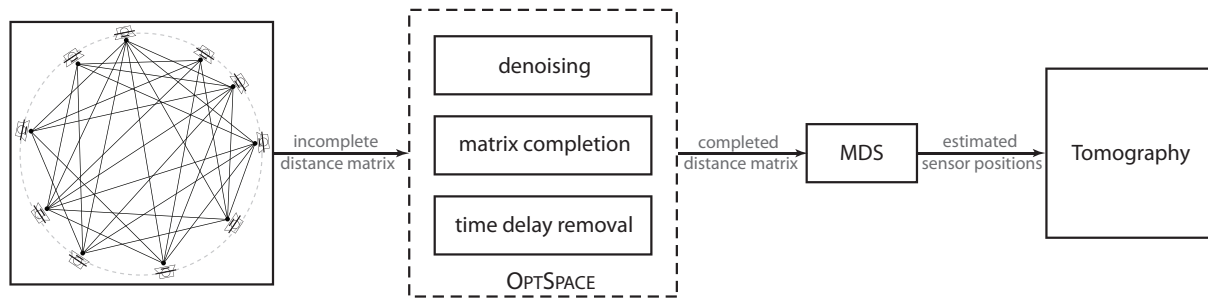 incomplete
distance matrix
denoising
matrix completion
time delay removal
OPTSPACE
completed
distance matrix
MDS
estimated
sensor positions
Tomography